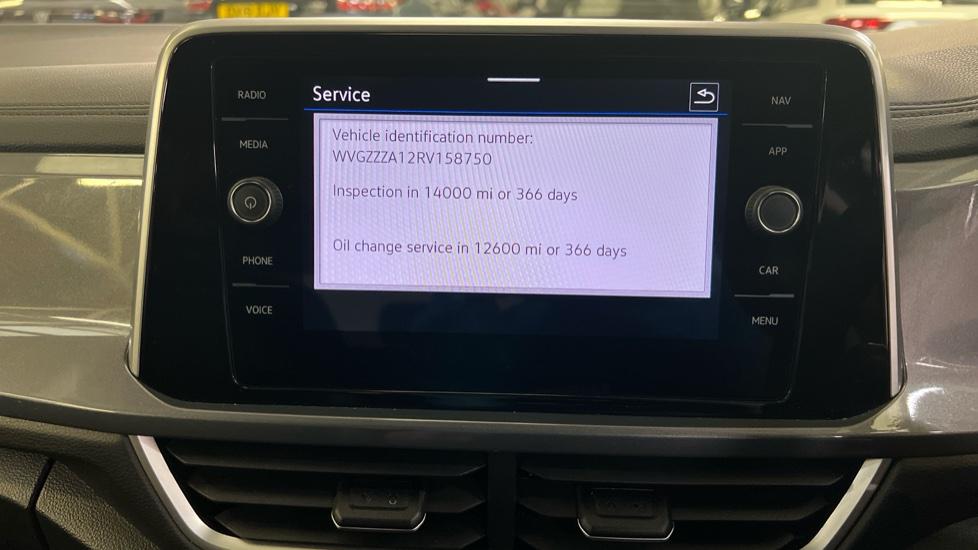 RADIO
MEDIA
PHONE
VOICE
Service
Vehicle identification number:
WVGZZZA12RV158750
Inspection in 14000 mi or 366 days
Oil change service in 12600 mi or 366 days
NAV
APP
CAR
MENU